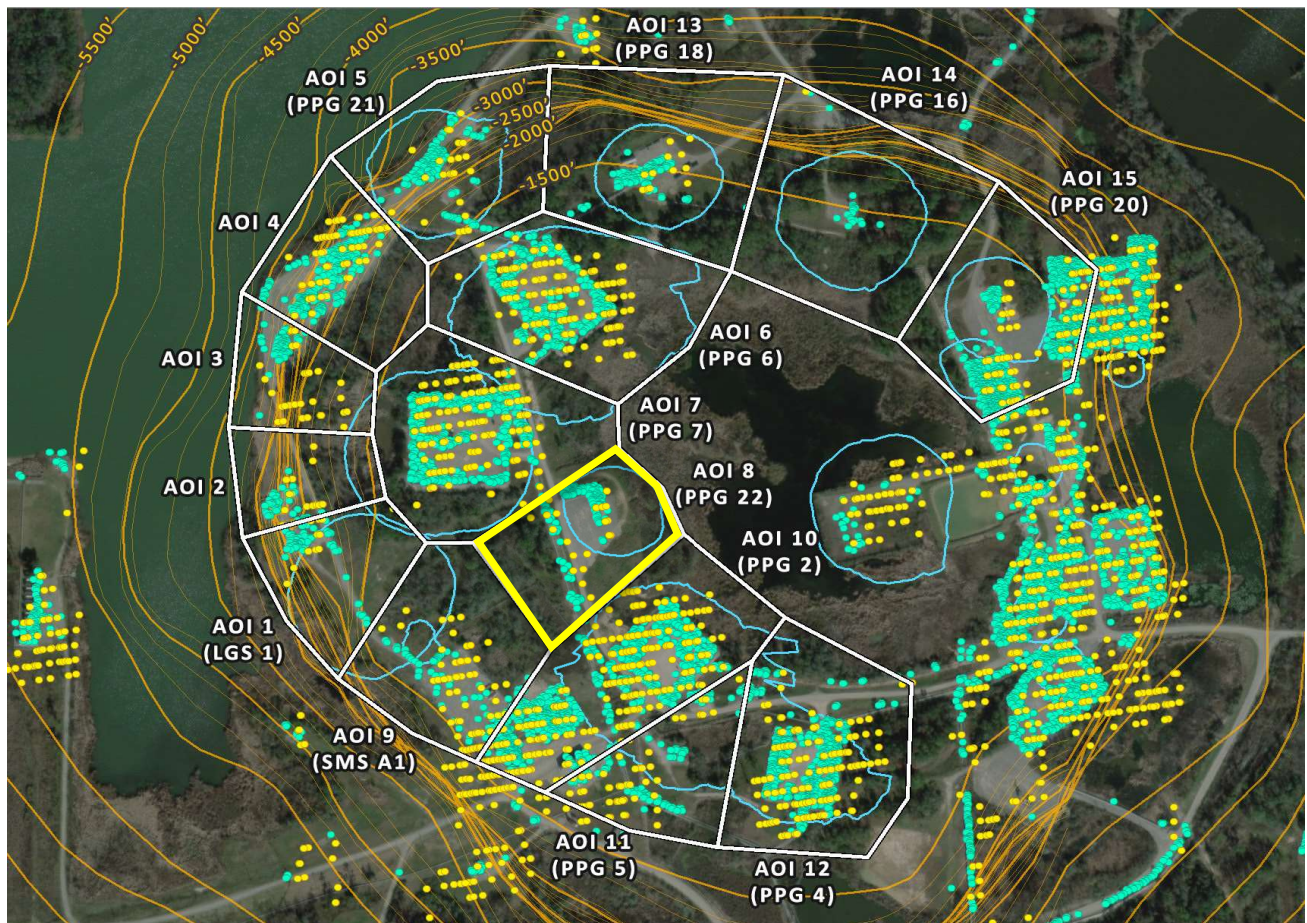 -5500'
-5000'
-4500'
-4000'
-3500'
-3000'
-2500'
-2000'
-1500'
AOI 13
(PPG 18)
AOI 5
(PPG 21)
AOI 14
(PPG 16)
AOI 15
(PPG 20)
AOI 4
AOI 3
AOI 6
(PPG 6)
AOI 7
(PPG 7)
AOI 2
AOI 8
(PPG 22)
AOI 10
(PPG 2)
AOI 1
(LGS 1)
AOI 9
(SMS A1)
AOI 11
(PPG 5)
AOI 12
(PPG 4)